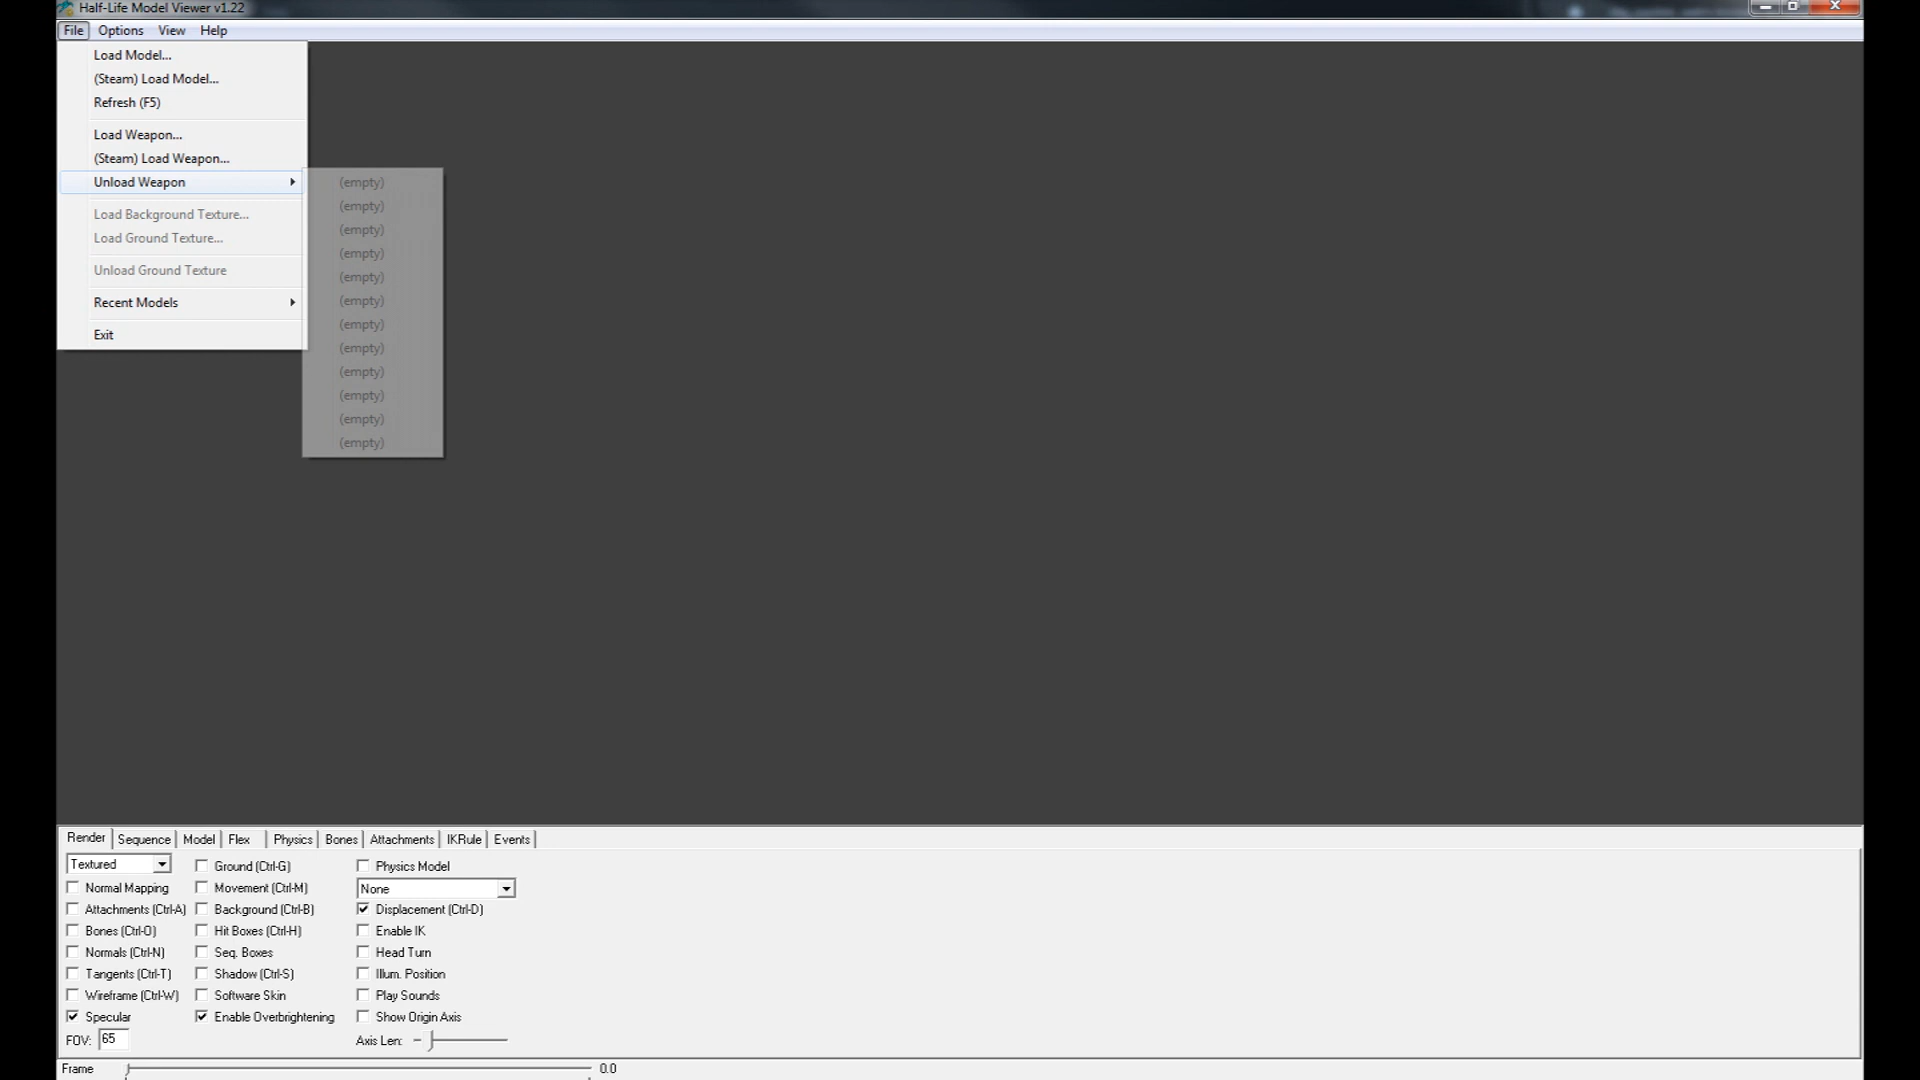 Half-Life Model Viewer v1.22
File Options View Help
Load Model...
(Steam) Load Model...
Refresh (F5)
Load Weapon...
(Steam) Load Weapon...
Unload Weapon
(empty)
(empty)
(empty)
(empty)
(empty)
(empty)
(empty)
(empty)
(empty)
(empty)
(empty)
(empty)
Load Background Texture...
Load Ground Texture...
Unload Ground Texture
Recent Models
Exit
Render Sequence Model Flex Physics Bones Attachments IKRule Events
Textured
Normal Mapping
Attachments (Ctrl-A)
Bones (Ctrl-O)
Normals (Ctrl-N)
Tangents (Ctrl-T)
Wireframe (Ctrl-W)
Specular
FOV: 65
Ground (Ctrl-G)
Movement (Ctrl-M)
Background (Ctrl-B)
Hit Boxes (Ctrl-H)
Seq. Boxes
Shadow (Ctrl-S)
Software Skin
Enable Overbrightening
Physics Model
None
Displacement (Ctrl-D)
Enable IK
Head Turn
Illum. Position
Play Sounds
Show Origin Axis
Axis Len:
Frame 0.0